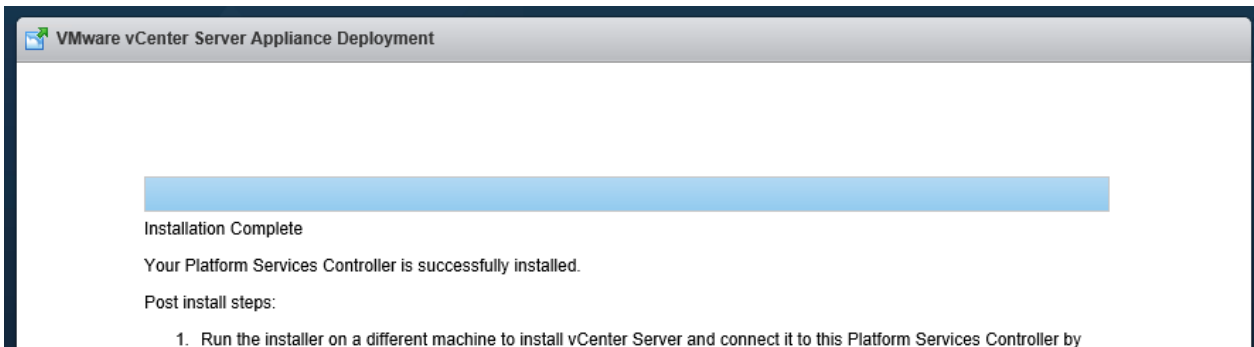 VMware vCenter Server Appliance Deployment
Installation Complete
Your Platform Services Controller is successfully installed.
Post install steps:
1. Run the installer on a different machine to install vCenter Server and connect it to this Platform Services Controller by